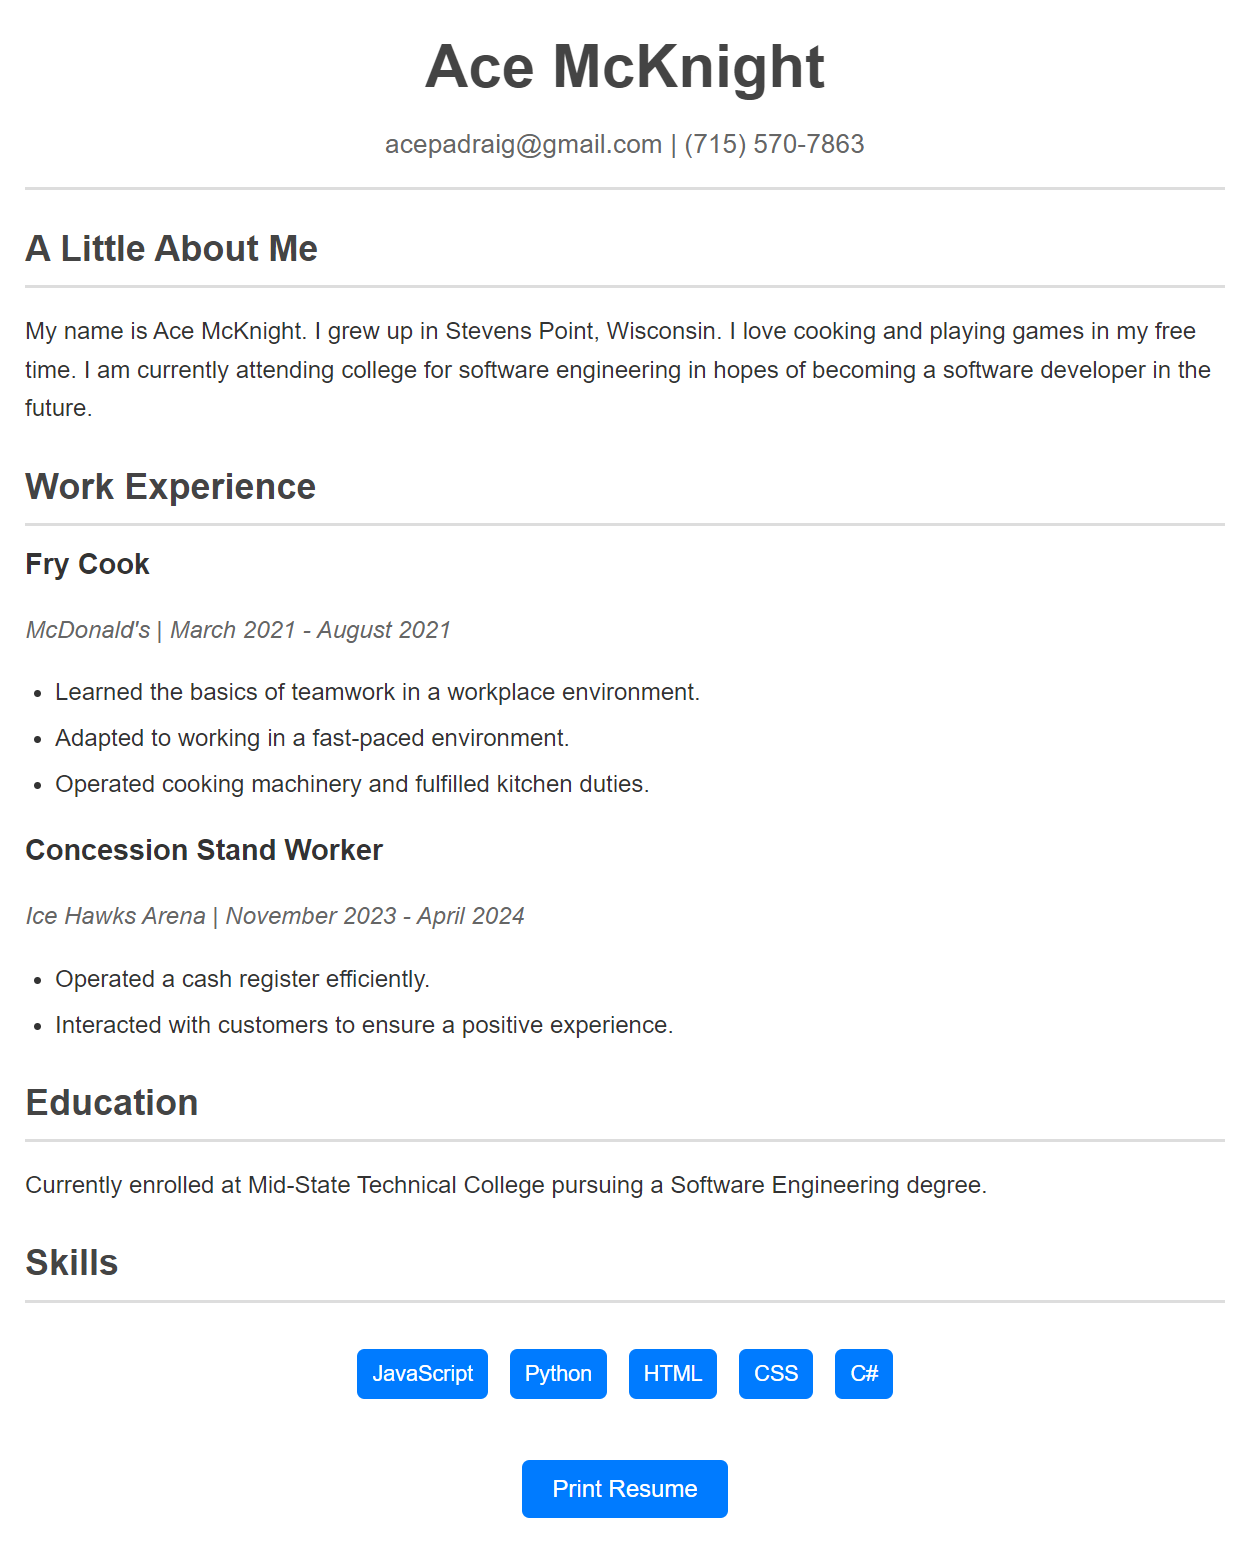 Ace McKnight
acepadraig@gmail.com | (715) 570-7863
A Little About Me
My name is Ace McKnight. I grew up in Stevens Point, Wisconsin. I love cooking and playing games in my free
time. I am currently attending college for software engineering in hopes of becoming a software developer in the
future.
Work Experience
Fry Cook
McDonald's | March 2021 - August 2021
• Learned the basics of teamwork in a workplace environment.
• Adapted to working in a fast-paced environment.
• Operated cooking machinery and fulfilled kitchen duties.
Concession Stand Worker
Ice Hawks Arena | November 2023 - April 2024
• Operated a cash register efficiently.
• Interacted with customers to ensure a positive experience.
Education
Currently enrolled at Mid-State Technical College pursuing a Software Engineering degree.
Skills
JavaScript Python HTML CSS C#
Print Resume